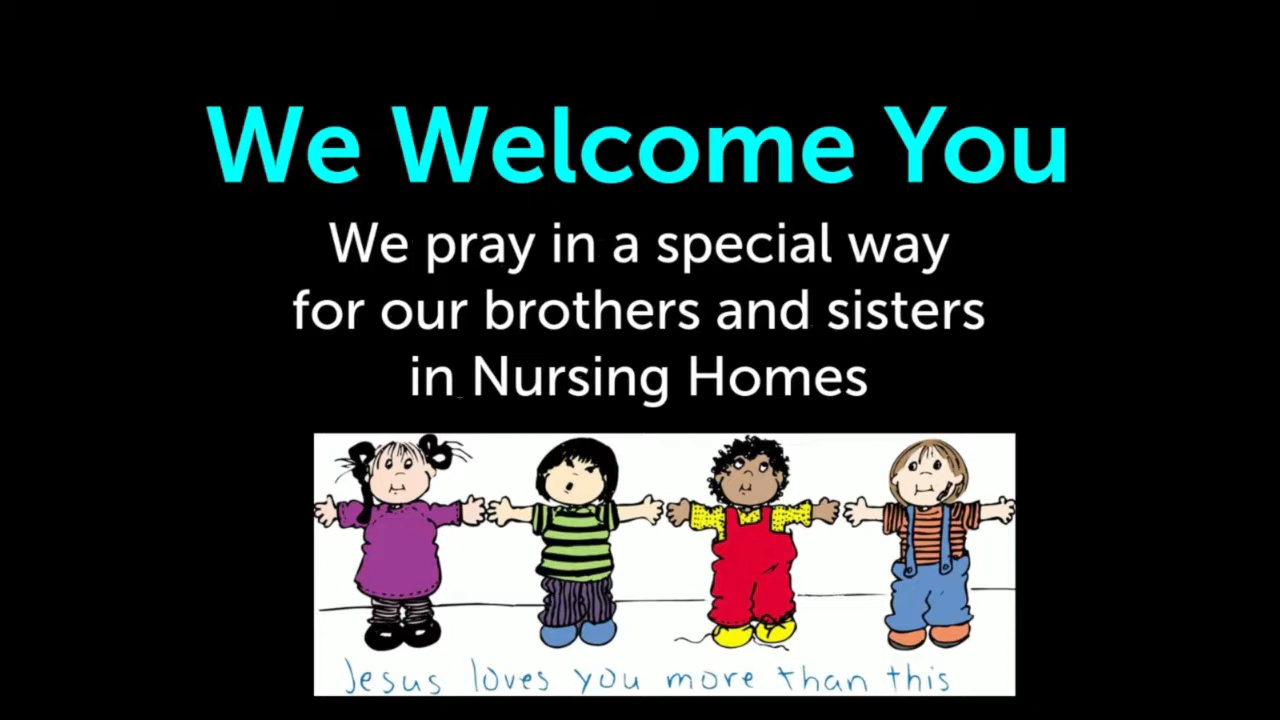 We Welcome You
We pray in a special way
for our brothers and sisters
in Nursing Homes
Jesus loves you more than this